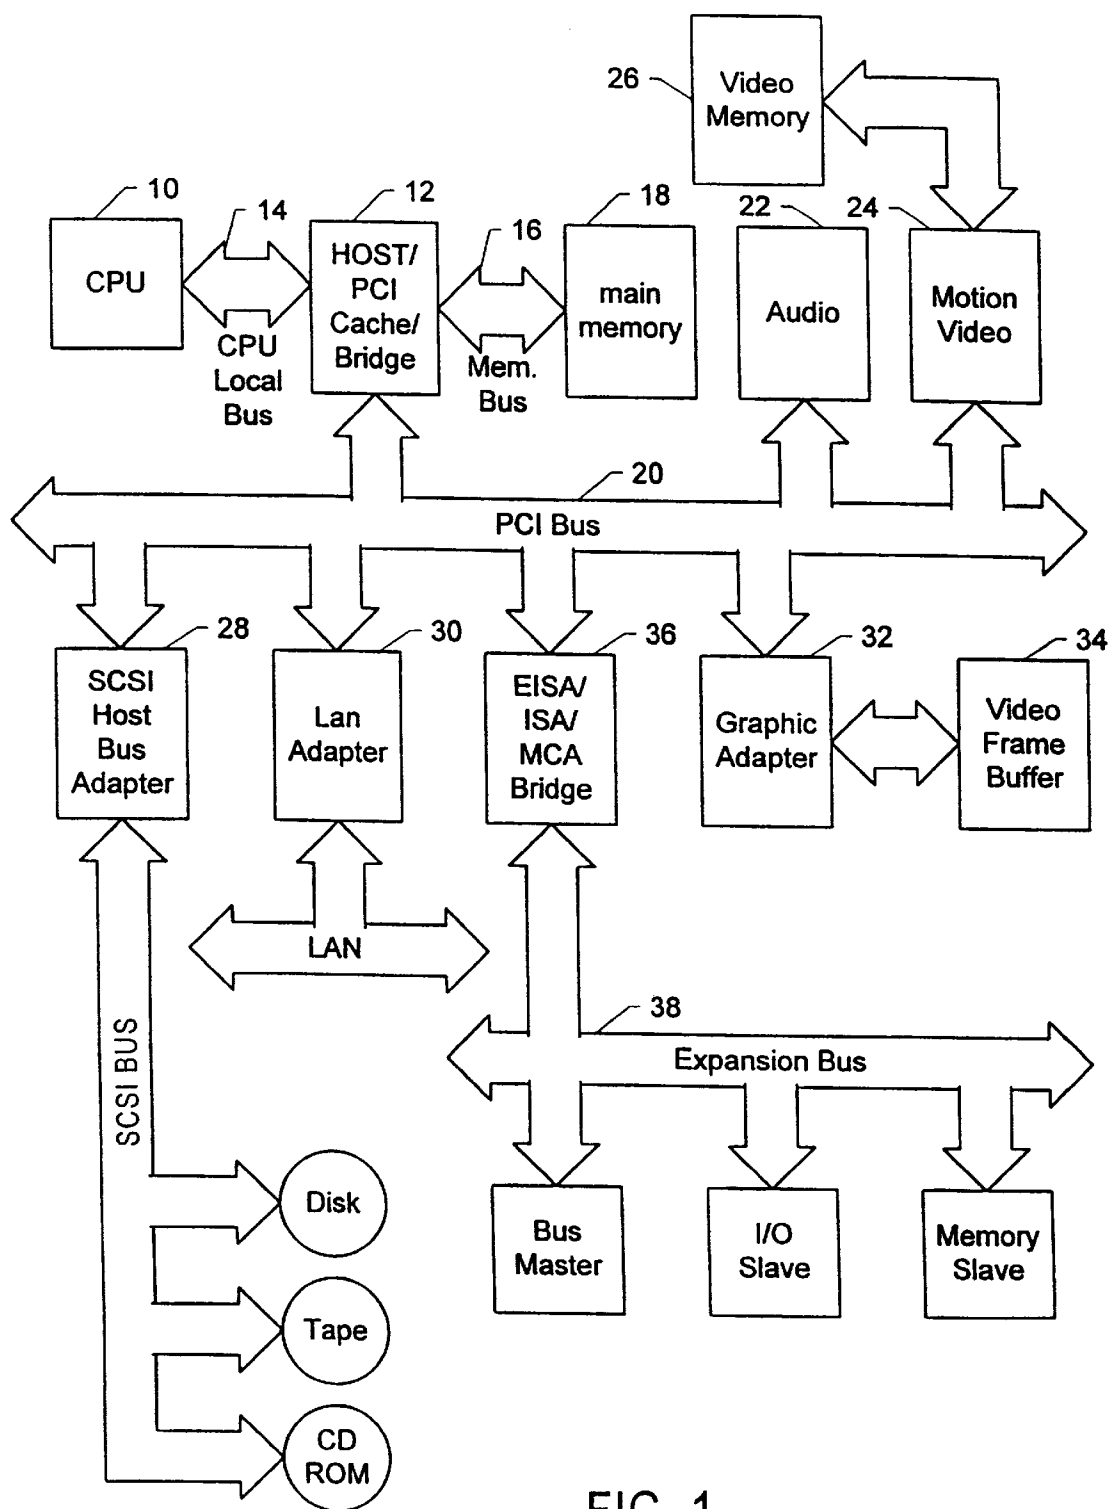 26
Video
Memory
10
14
12
16
18
22
24
CPU
HOST/
PCI
Cache/
Bridge
main
memory
Audio
Motion
Video
CPU
Local
Bus
Mem.
Bus
20
PCI Bus
28
30
36
32
34
SCSI
Host
Bus
Adapter
Lan
Adapter
EISA/
ISA/
MCA
Bridge
Graphic
Adapter
Video
Frame
Buffer
LAN
38
Expansion Bus
SCSI BUS
Disk
Tape
CD
ROM
Bus
Master
I/O
Slave
Memory
Slave
FIG. 1